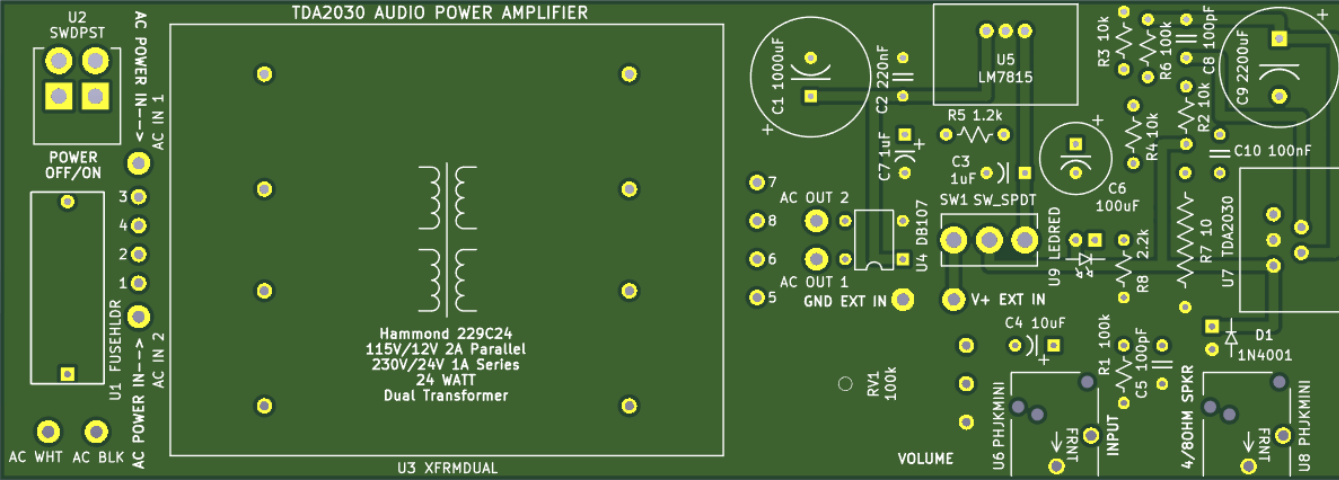 TDA2030 AUDIO POWER AMPLIFIER
U2
SWDPST
AC POWER IN--->
AC IN 1
POWER
OFF/ON
3
4
2
1
U1 FUSEHLDR
AC POWER IN--->
AC IN 2
AC WHT
AC BLK
Hammond 229C24
115V/12V 2A Parallel
230V/24V 1A Series
24 WATT
Dual Transformer
U3 XFRMDUAL
C1 1000uF
+
C2 220nF
U5
LM7815
R5 1.2k
C7 1uF
+
C3
1uF
7
8
6
5
AC OUT 2
AC OUT 1
U4 DB107
GND EXT IN
SW1 SW_SPDT
V+ EXT IN
+
C6
100uF
U9 LEDRED
R8 2.2k
R3 10k
R6 100k
C8 100pF
C9 2200uF
+
R4 10k
R2 10k
C10 100nF
R7 10
U7 TDA2030
C4 10uF
+
RV1
100k
VOLUME
R1 100k
C5 100pF
D1
1N4001
U6 PHJKMINI
FRNT
INPUT
4/8OHM SPKR
FRNT
U8 PHJKMINI